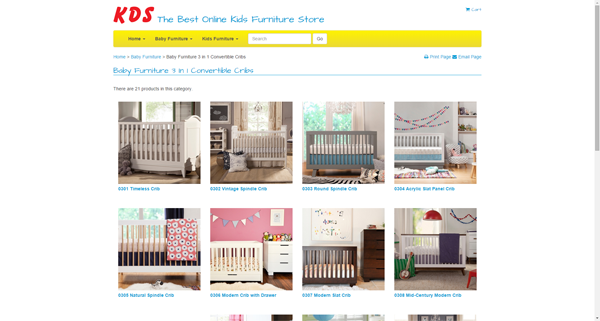 KDS The Best Online Kids Furniture Store
Cart
Home Baby Furniture Kids Furniture Search Go
Home > Baby Furniture > Baby Furniture 3 in 1 Convertible Cribs
Print Page Email Page
Baby Furniture 3 in 1 Convertible Cribs
There are 21 products in this category.
0301 Timeless Crib
0302 Vintage Spindle Crib
0303 Round Spindle Crib
0304 Acrylic Slat Panel Crib
0305 Natural Spindle Crib
0306 Modern Crib with Drawer
0307 Modern Slat Crib
0308 Mid-Century Modern Crib